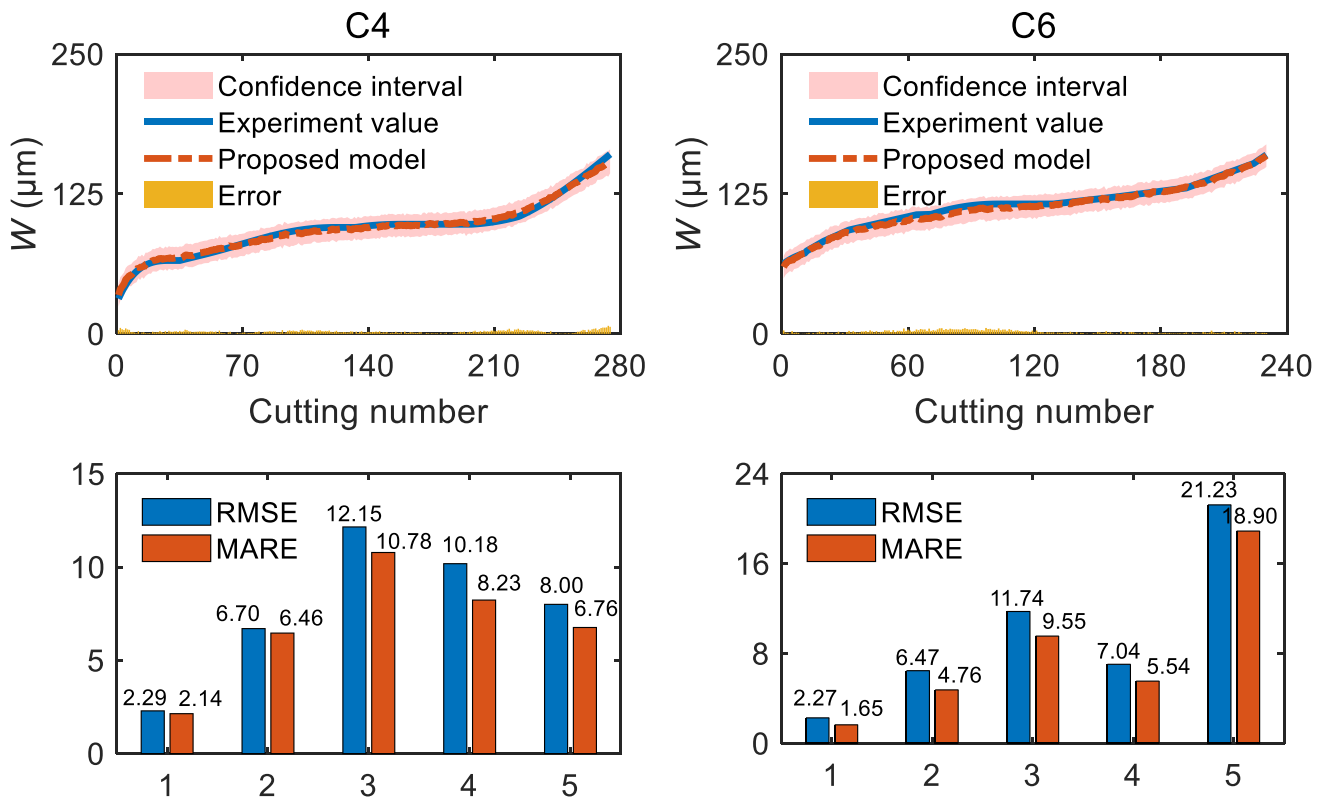 C4
250
125
0
W (µm)
Confidence interval
Experiment value
Proposed model
Error
0 70 140 210 280
Cutting number
C6
250
125
0
W (µm)
Confidence interval
Experiment value
Proposed model
Error
0 60 120 180 240
Cutting number
15
10
5
0
RMSE
MARE
2.29 2.14 6.70 6.46 12.15 10.78 10.18 8.23 8.00 6.76
1 2 3 4 5
24
16
8
0
RMSE
MARE
2.27 1.65 6.47 4.76 11.74 9.55 7.04 5.54 21.23 18.90
1 2 3 4 5